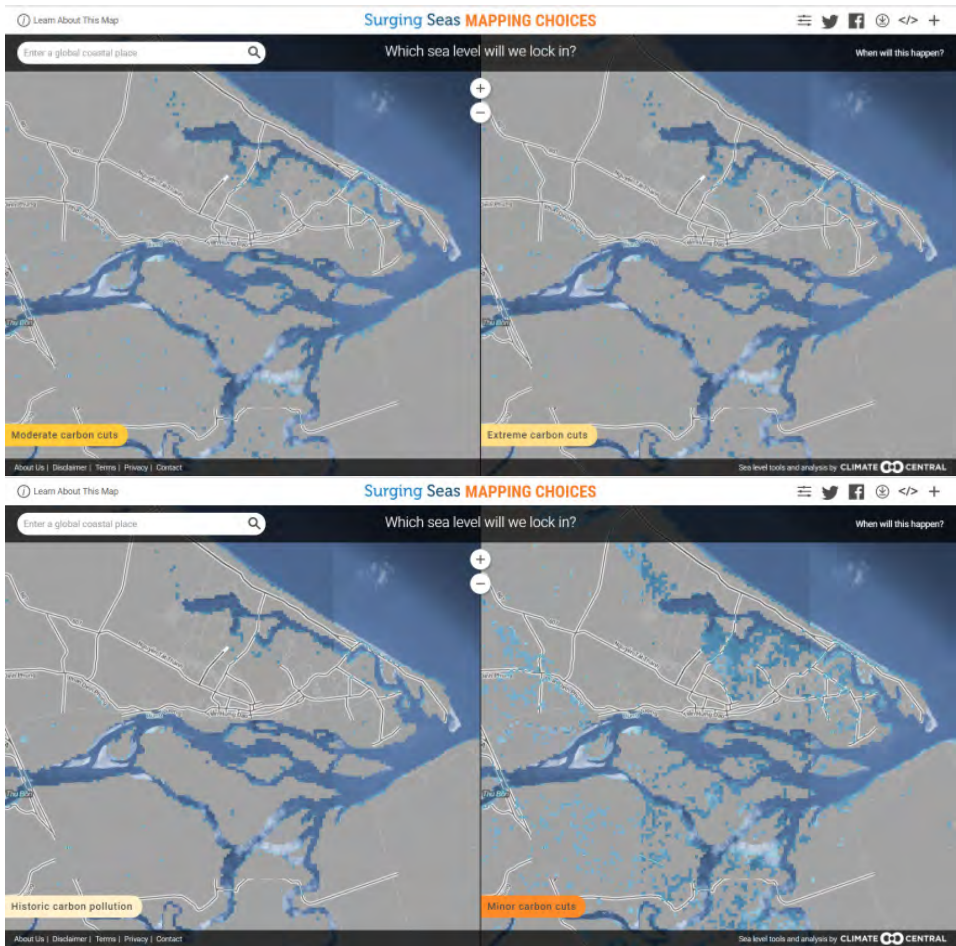 Learn About This Map
Surging Seas MAPPING CHOICES
</>
Enter a global coastal place
Which sea level will we lock in?
When will this happen?
+
−
Thu Bồn
Moderate carbon cuts
Extreme carbon cuts
About Us | Disclaimer | Terms | Privacy | Contact
Sea level tools and analysis by CLIMATE CENTRAL
Learn About This Map
Surging Seas MAPPING CHOICES
</>
Enter a global coastal place
Which sea level will we lock in?
When will this happen?
+
−
Thu Bồn
Historic carbon pollution
Minor carbon cuts
About Us | Disclaimer | Terms | Privacy | Contact
Sea level tools and analysis by CLIMATE CENTRAL